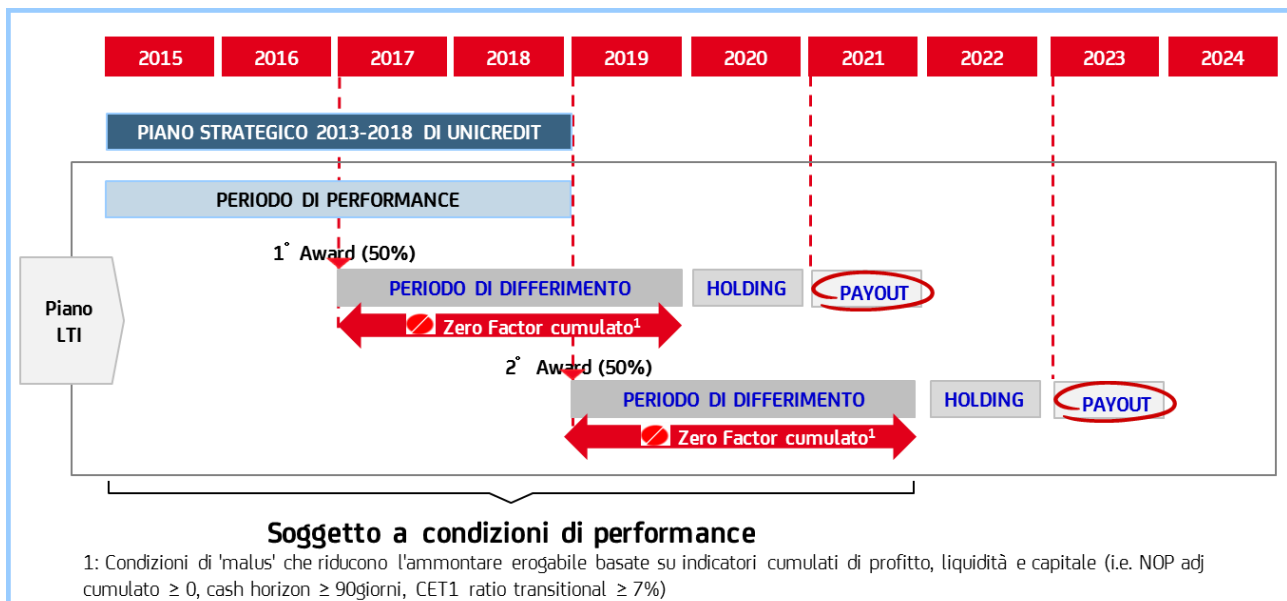 2015 2016 2017 2018 2019 2020 2021 2022 2023 2024
PIANO STRATEGICO 2013-2018 DI UNICREDIT
PERIODO DI PERFORMANCE
1° Award (50%)
PERIODO DI DIFFERIMENTO HOLDING PAYOUT
Piano
LTI
Zero Factor cumulato¹
2° Award (50%)
PERIODO DI DIFFERIMENTO HOLDING PAYOUT
Zero Factor cumulato¹
Soggetto a condizioni di performance
1: Condizioni di 'malus' che riducono l'ammontare erogabile basate su indicatori cumulati di profitto, liquidità e capitale (i.e. NOP adj
cumulato ≥ 0, cash horizon ≥ 90giorni, CET1 ratio transitional ≥ 7%)